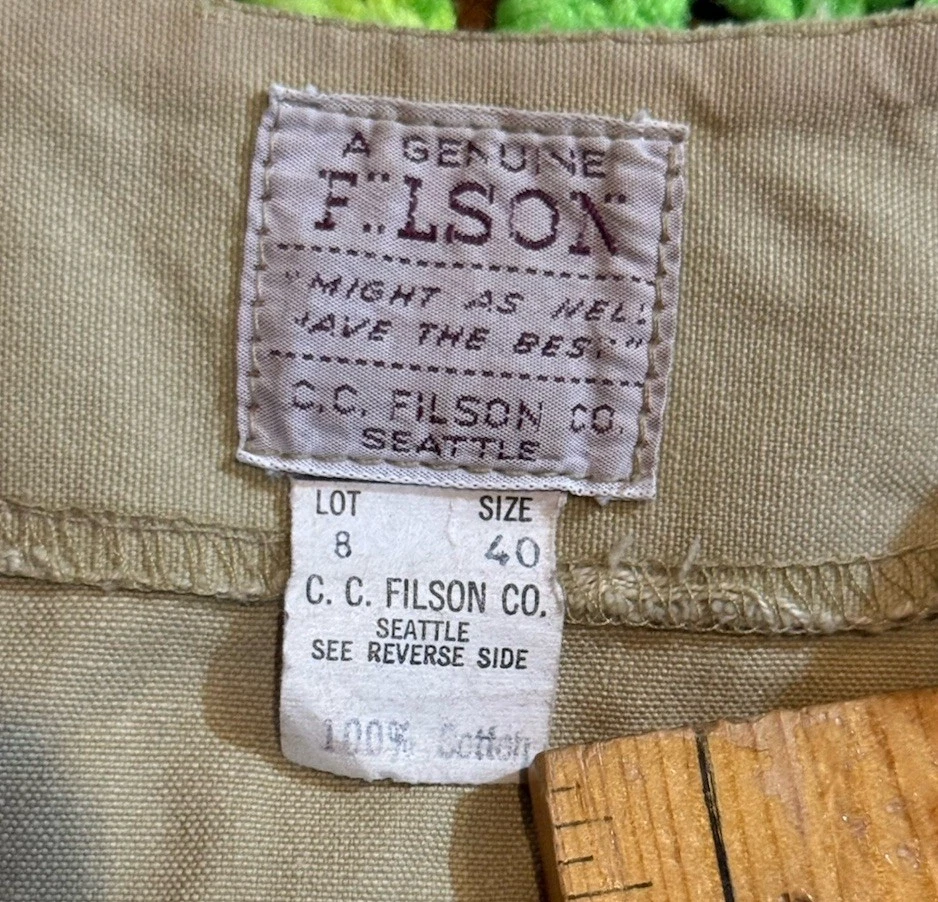 A GENUINE
FILSON
"MIGHT AS WELL
HAVE THE BEST"
C.C. FILSON CO.
SEATTLE
LOT SIZE
8 40
C. C. FILSON CO.
SEATTLE
SEE REVERSE SIDE
100% Cotton